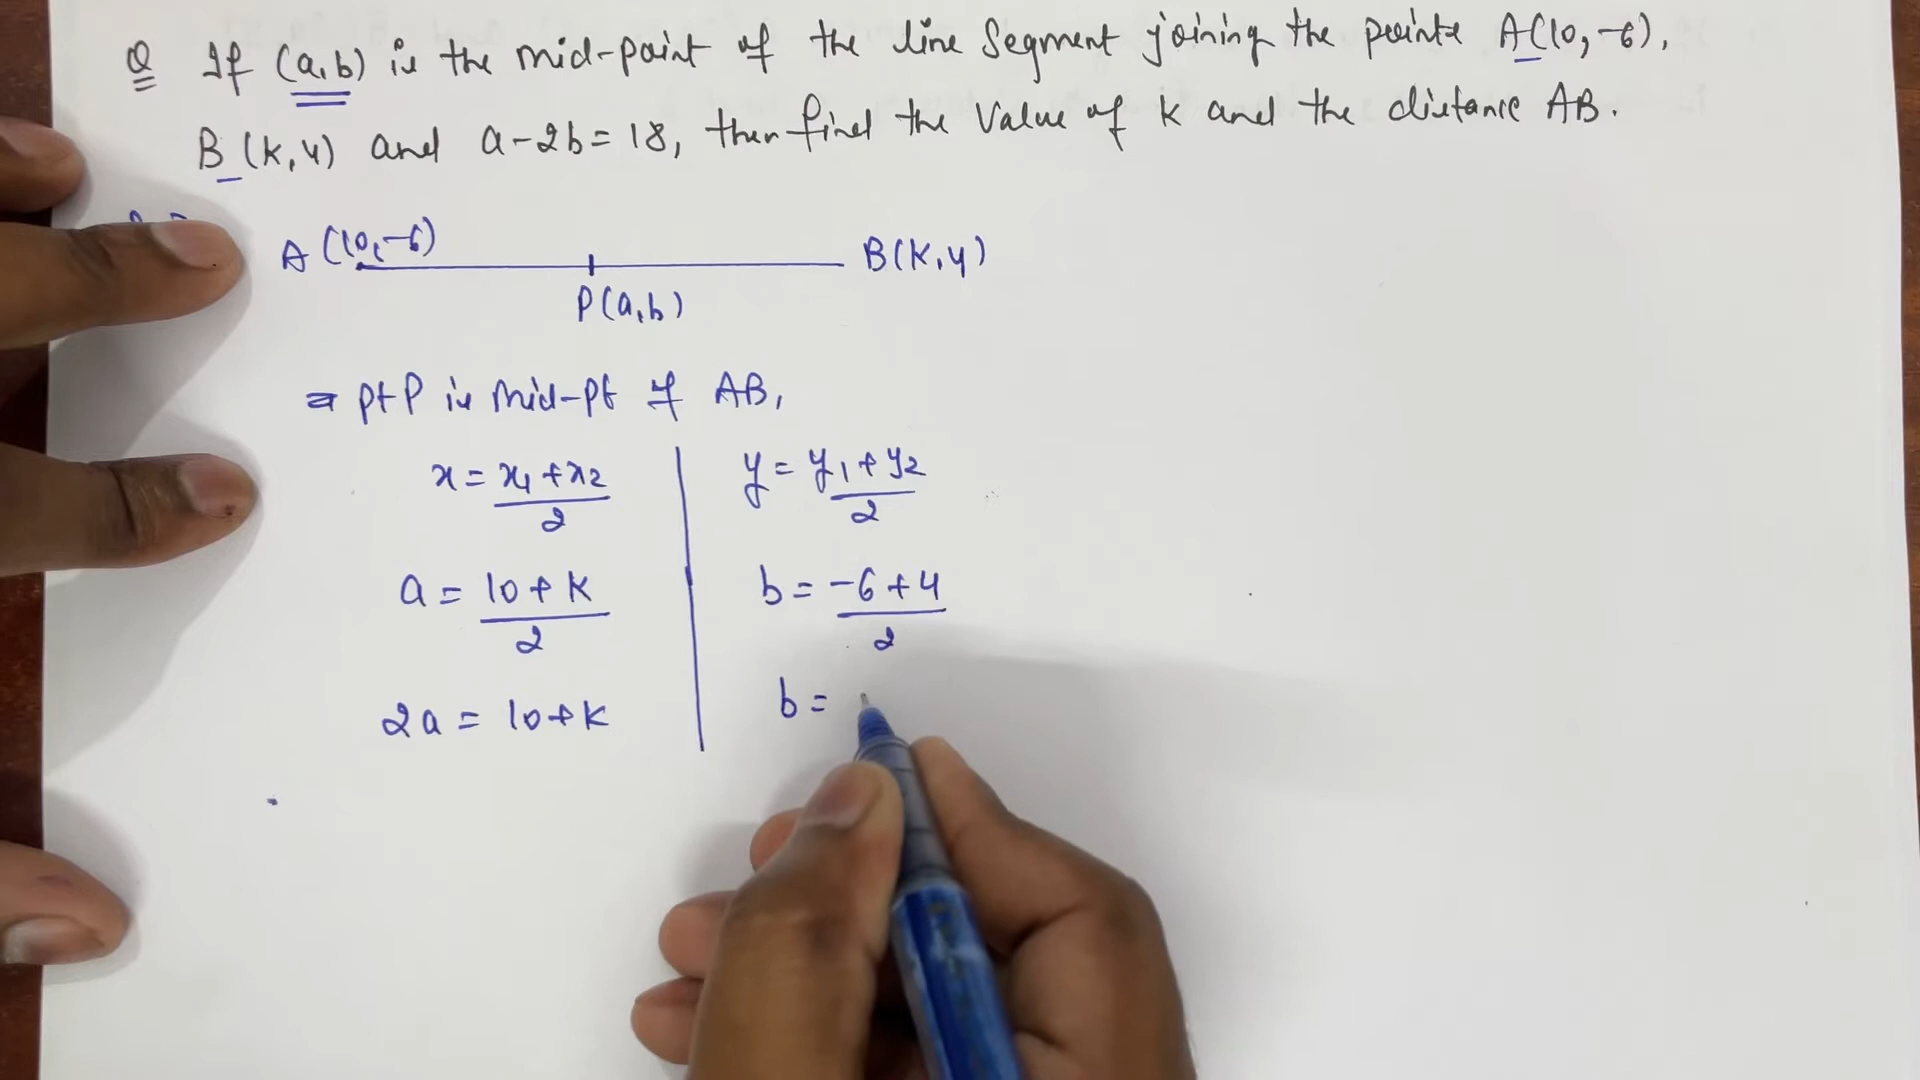 Q If (a,b) is the mid-point of the line Segment joining the points A(10,-6),
B(k,4) and a-2b=18, then find the Value of k and the distance AB.
A(10,-6) B(k,4)
P(a,b)
pt P is mid-pt of AB,
x = x1+x2/2 y = y1+y2/2
a = 10+k/2 b = -6+4/2
2a = 10+k b =